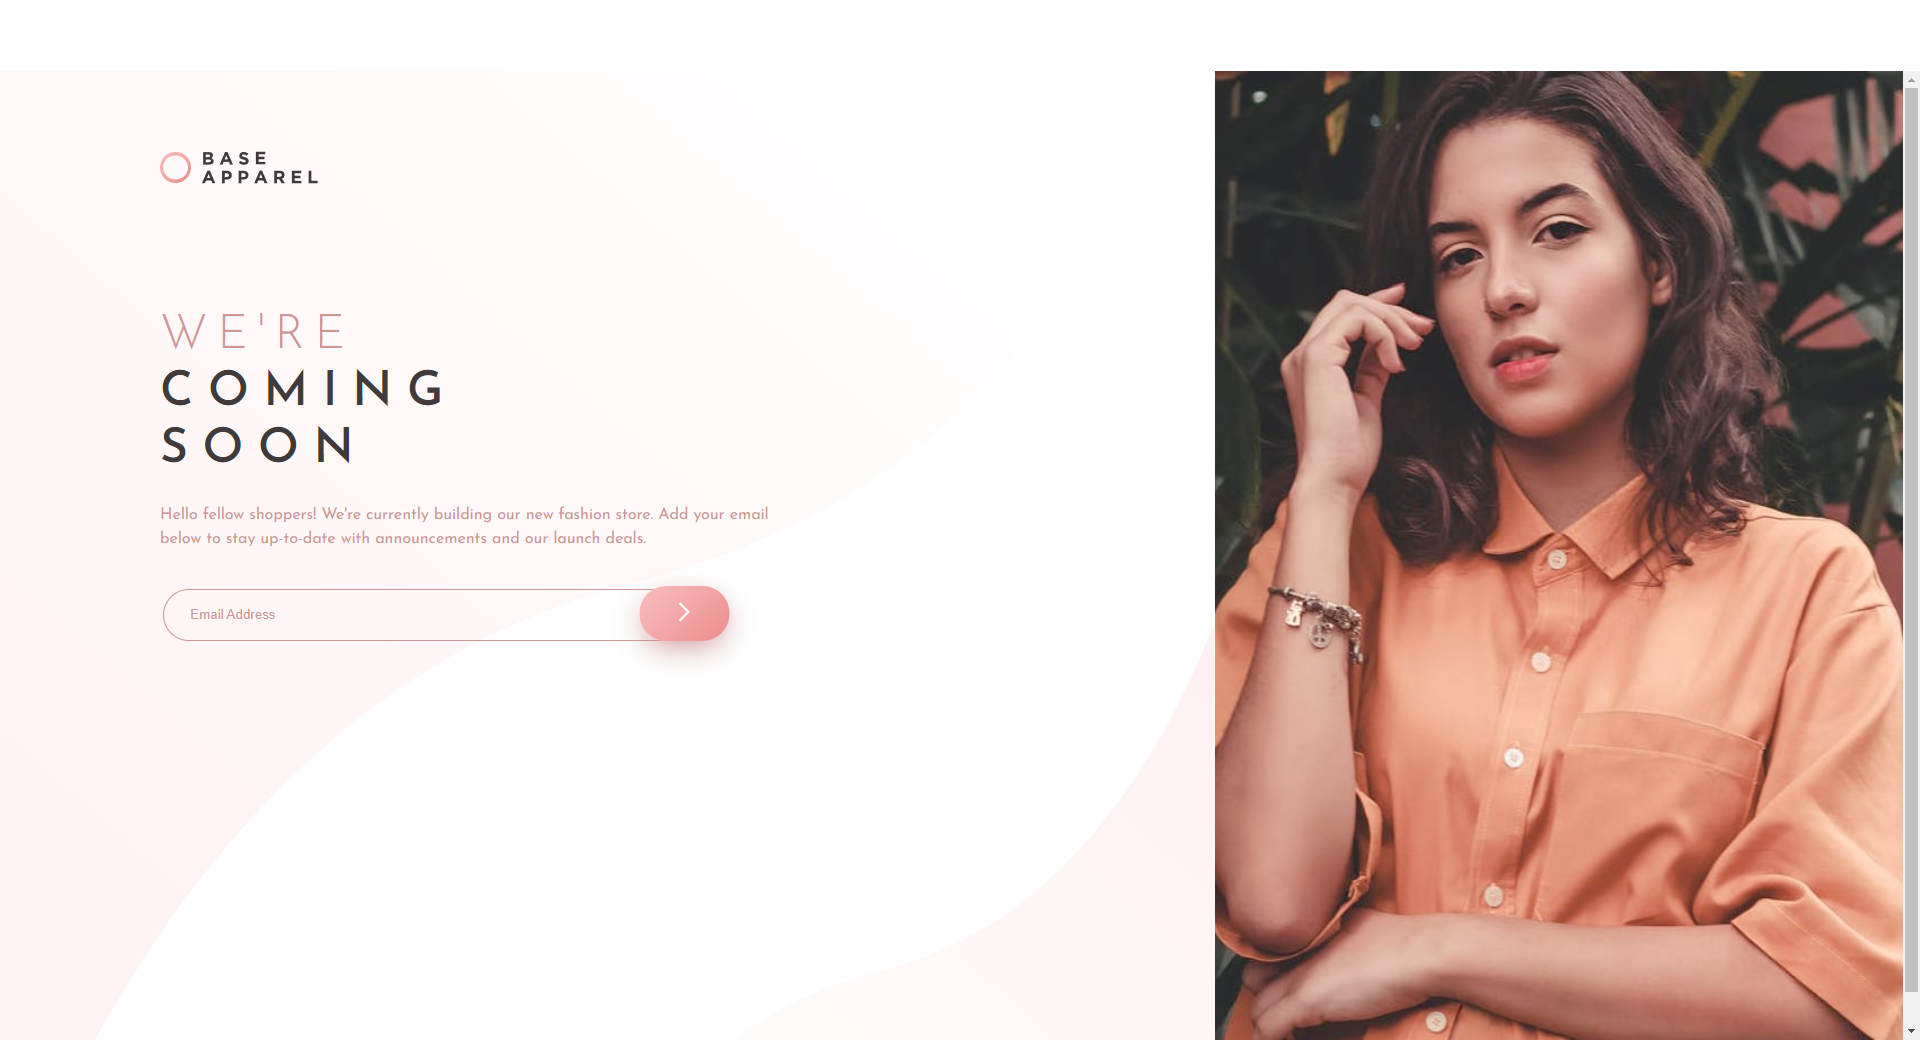 BASE
APPAREL
WE'RE
COMING
SOON
Hello fellow shoppers! We're currently building our new fashion store. Add your email
below to stay up-to-date with announcements and our launch deals.
Email Address